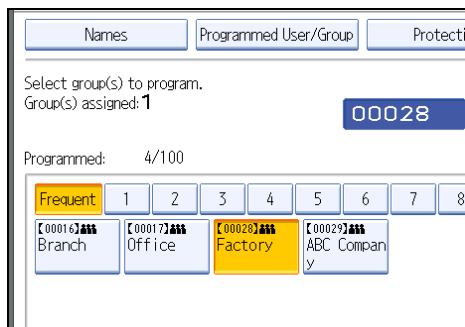 Names Programmed User/Group Protecti
Select group(s) to program.
Group(s) assigned: 1
00028
Programmed: 4/100
Frequent 1 2 3 4 5 6 7 8
【00016】 【00017】 【00028】 【00029】
Branch Office Factory ABC Compan
y